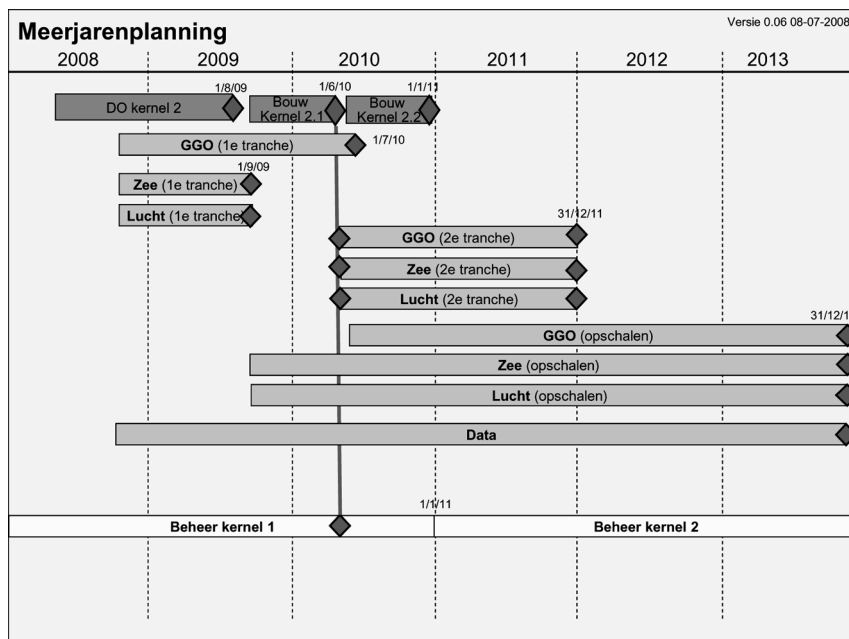 Versie 0.06 08-07-2008
Meerjarenplanning
2008 2009 2010 2011 2012 2013
1/8/09 1/6/10 1/1/11
DO kernel 2
Bouw
Kernel 2.1
Bouw
Kernel 2.2
GGO (1e tranche) 1/7/10
1/9/09
Zee (1e tranche)
Lucht (1e tranche)
31/12/11
GGO (2e tranche)
Zee (2e tranche)
Lucht (2e tranche)
31/12/1
GGO (opschalen)
Zee (opschalen)
Lucht (opschalen)
Data
1/1/11
Beheer kernel 1 Beheer kernel 2